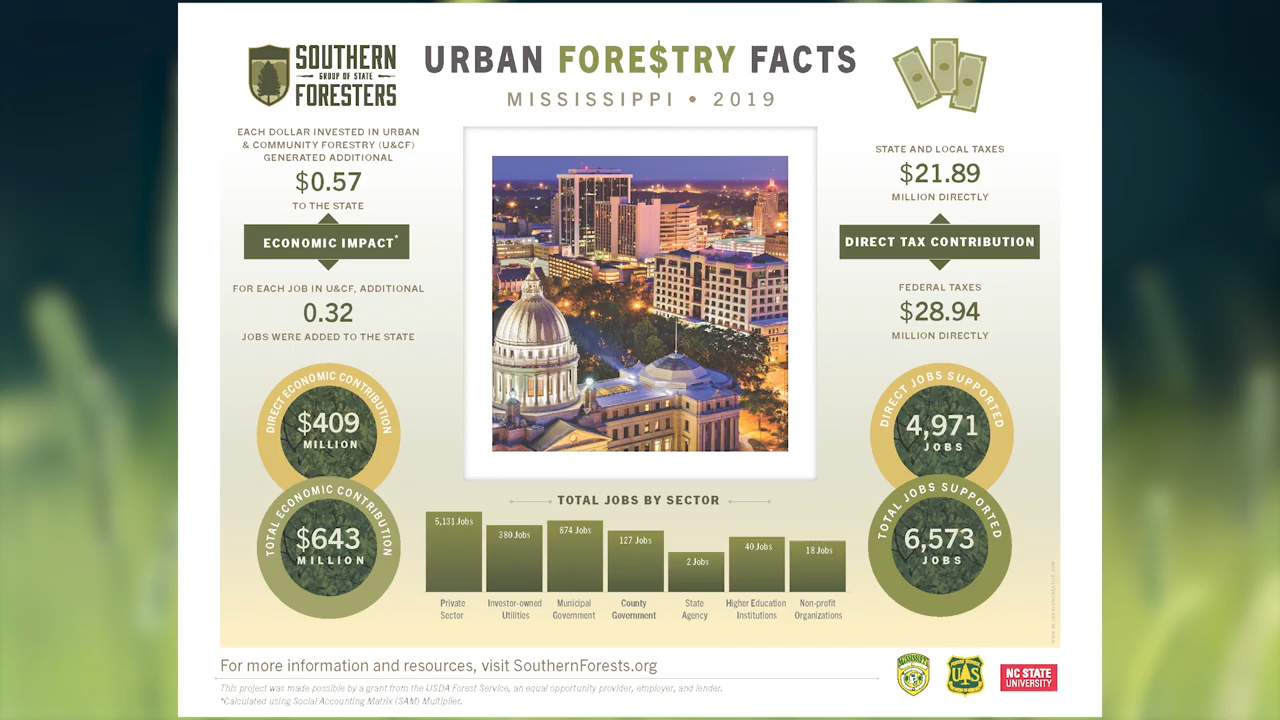 SOUTHERN
GROUP OF STATE
FORESTERS
URBAN FORE$TRY FACTS
MISSISSIPPI • 2019
EACH DOLLAR INVESTED IN URBAN
& COMMUNITY FORESTRY (U&CF)
GENERATED ADDITIONAL
$0.57
TO THE STATE
ECONOMIC IMPACT*
FOR EACH JOB IN U&CF, ADDITIONAL
0.32
JOBS WERE ADDED TO THE STATE
DIRECT ECONOMIC CONTRIBUTION
$409
MILLION
TOTAL ECONOMIC CONTRIBUTION
$643
MILLION
STATE AND LOCAL TAXES
$21.89
MILLION DIRECTLY
DIRECT TAX CONTRIBUTION
FEDERAL TAXES
$28.94
MILLION DIRECTLY
DIRECT JOBS SUPPORTED
4,971
JOBS
TOTAL JOBS SUPPORTED
6,573
JOBS
TOTAL JOBS BY SECTOR
5,131 Jobs
380 Jobs
874 Jobs
127 Jobs
2 Jobs
40 Jobs
18 Jobs
Private
Sector
Investor-owned
Utilities
Municipal
Government
County
Government
State
Agency
Higher Education
Institutions
Non-profit
Organizations
For more information and resources, visit SouthernForests.org
This project was made possible by a grant from the USDA Forest Service, an equal opportunity provider, employer, and lender.
*Calculated using Social Accounting Matrix (SAM) Multiplier.
MISSISSIPPI
UAS
NC STATE
UNIVERSITY